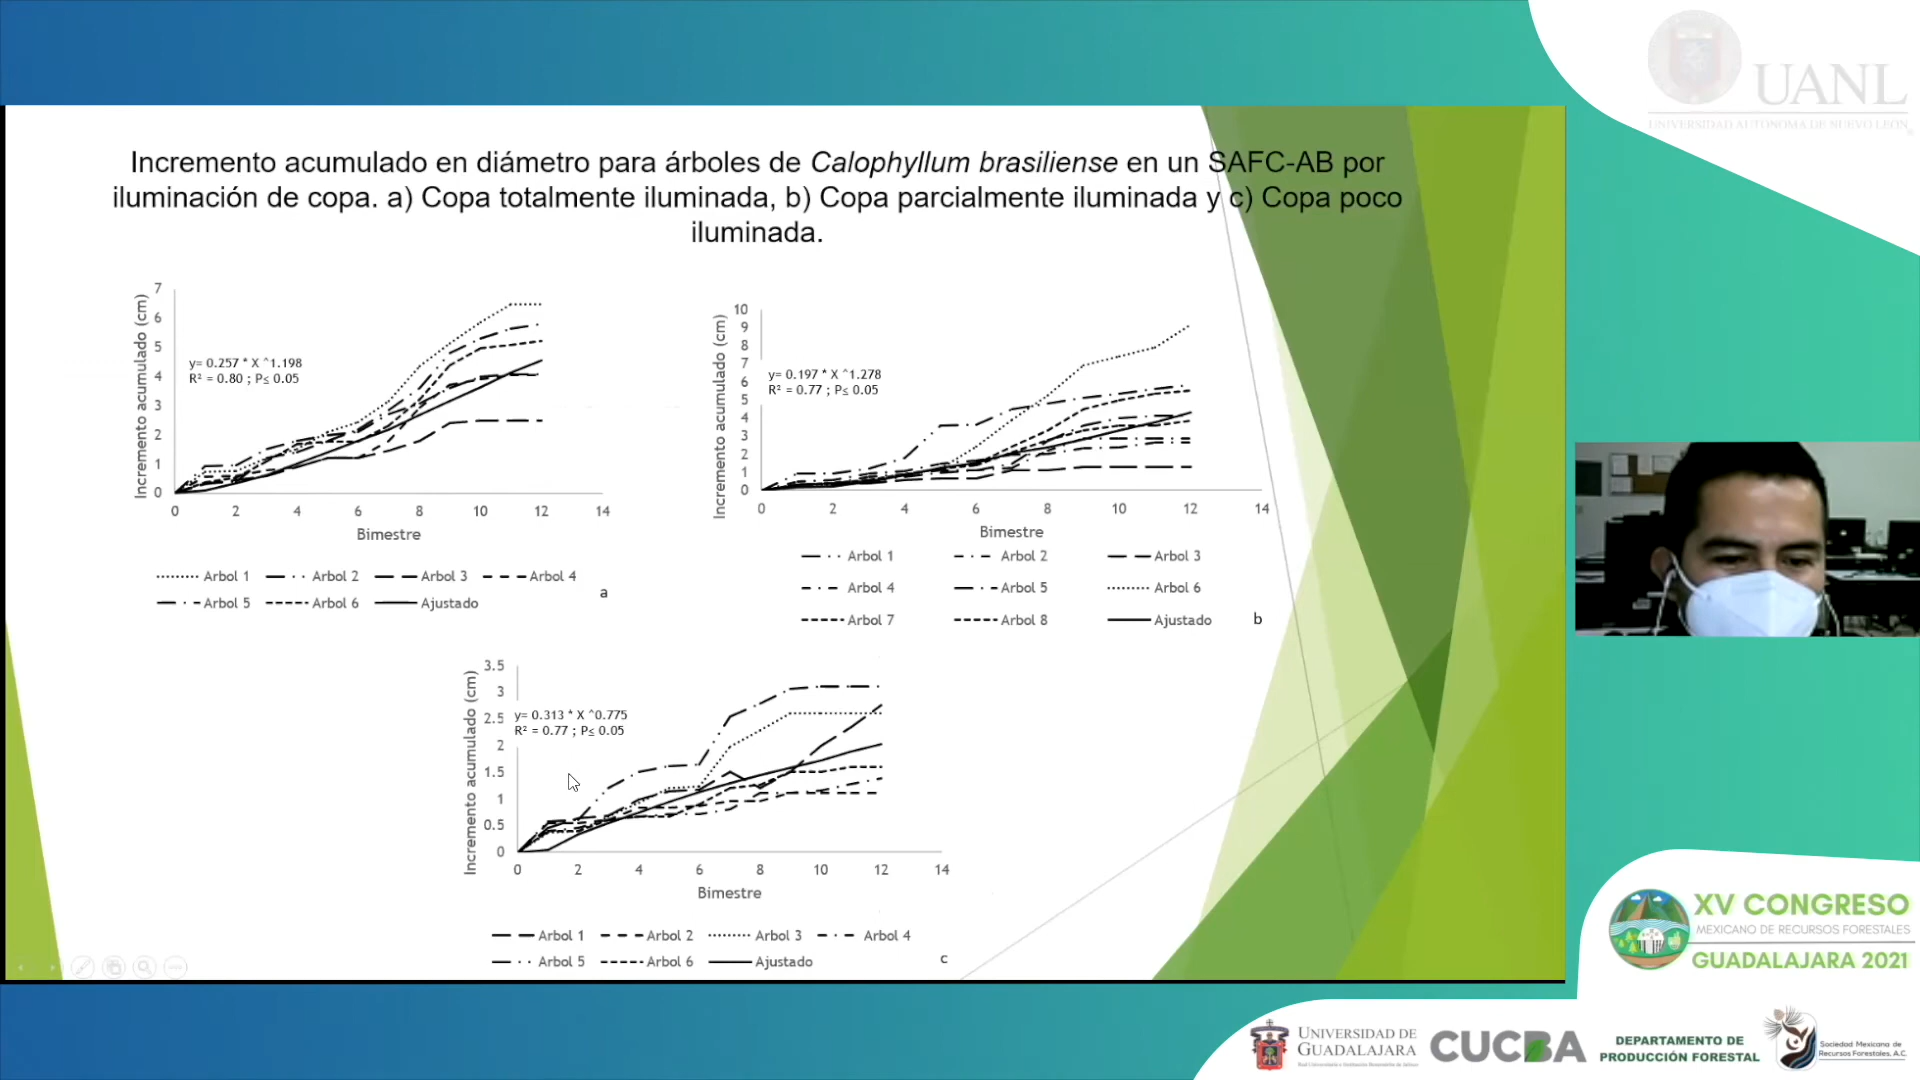 UANL
UNIVERSIDAD AUTÓNOMA DE NUEVO LEÓN
Incremento acumulado en diámetro para árboles de Calophyllum brasiliense en un SAFC-AB por
iluminación de copa. a) Copa totalmente iluminada, b) Copa parcialmente iluminada y c) Copa poco
iluminada.
Incremento acumulado (cm)
7
6
5
4
3
2
1
0
y= 0.257 * X ^1.198
R² = 0.80 ; P≤ 0.05
0 2 4 6 8 10 12 14
Bimestre
Arbol 1 Arbol 2 Arbol 3 Arbol 4
Arbol 5 Arbol 6 Ajustado
a
Incremento acumulado (cm)
10
9
8
7
6
5
4
3
2
1
0
y= 0.197 * X ^1.278
R² = 0.77 ; P≤ 0.05
0 2 4 6 8 10 12 14
Bimestre
Arbol 1 Arbol 2 Arbol 3
Arbol 4 Arbol 5 Arbol 6
Arbol 7 Arbol 8 Ajustado
b
Incremento acumulado (cm)
3.5
3
2.5
2
1.5
1
0.5
0
y= 0.313 * X ^0.775
R² = 0.77 ; P≤ 0.05
0 2 4 6 8 10 12 14
Bimestre
Arbol 1 Arbol 2 Arbol 3 Arbol 4
Arbol 5 Arbol 6 Ajustado
c
XV CONGRESO
MEXICANO DE RECURSOS FORESTALES
GUADALAJARA 2021
UNIVERSIDAD DE
GUADALAJARA
CUCBA
DEPARTAMENTO DE
PRODUCCIÓN FORESTAL
Sociedad Mexicana de
Recursos Forestales, A.C.